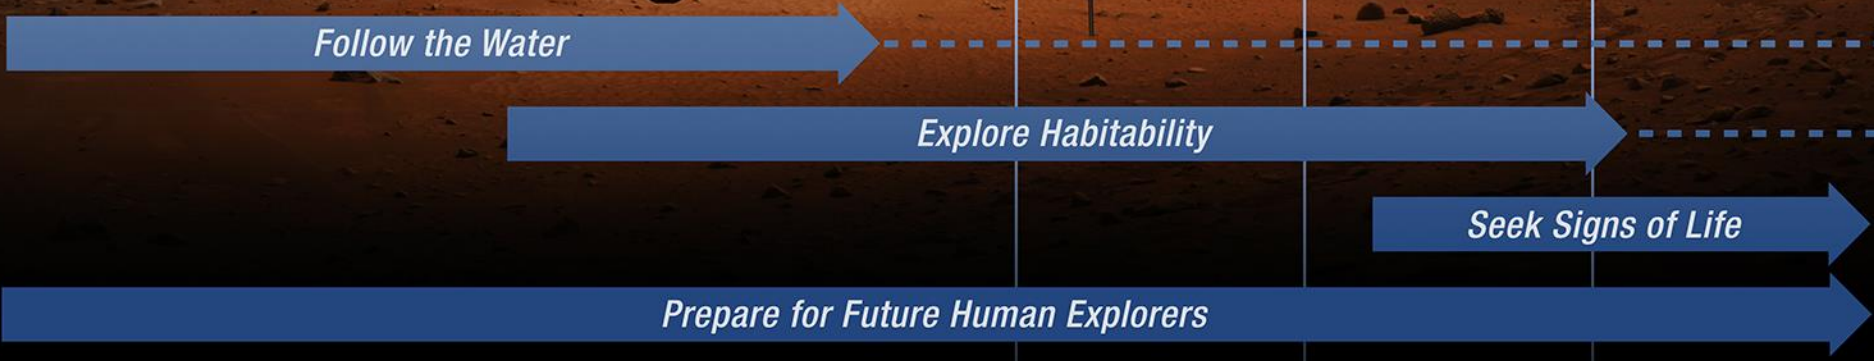 Follow the Water
Explore Habitability
Seek Signs of Life
Prepare for Future Human Explorers